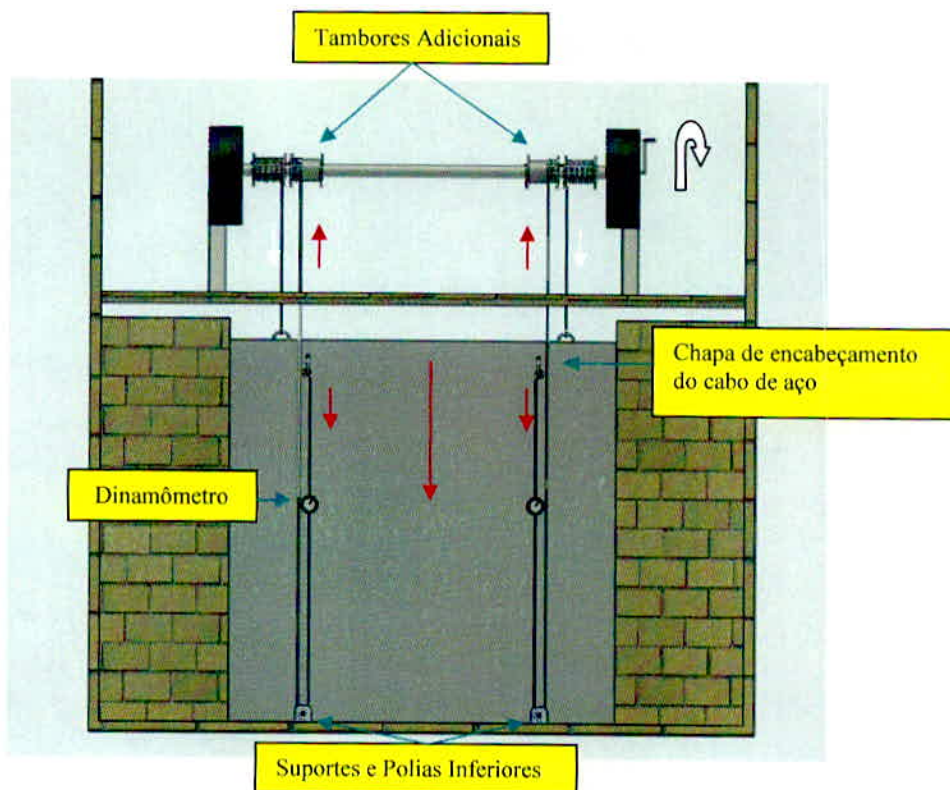 Tambores Adicionais
Chapa de encabeçamento
do cabo de aço
Dinamômetro
Suportes e Polias Inferiores